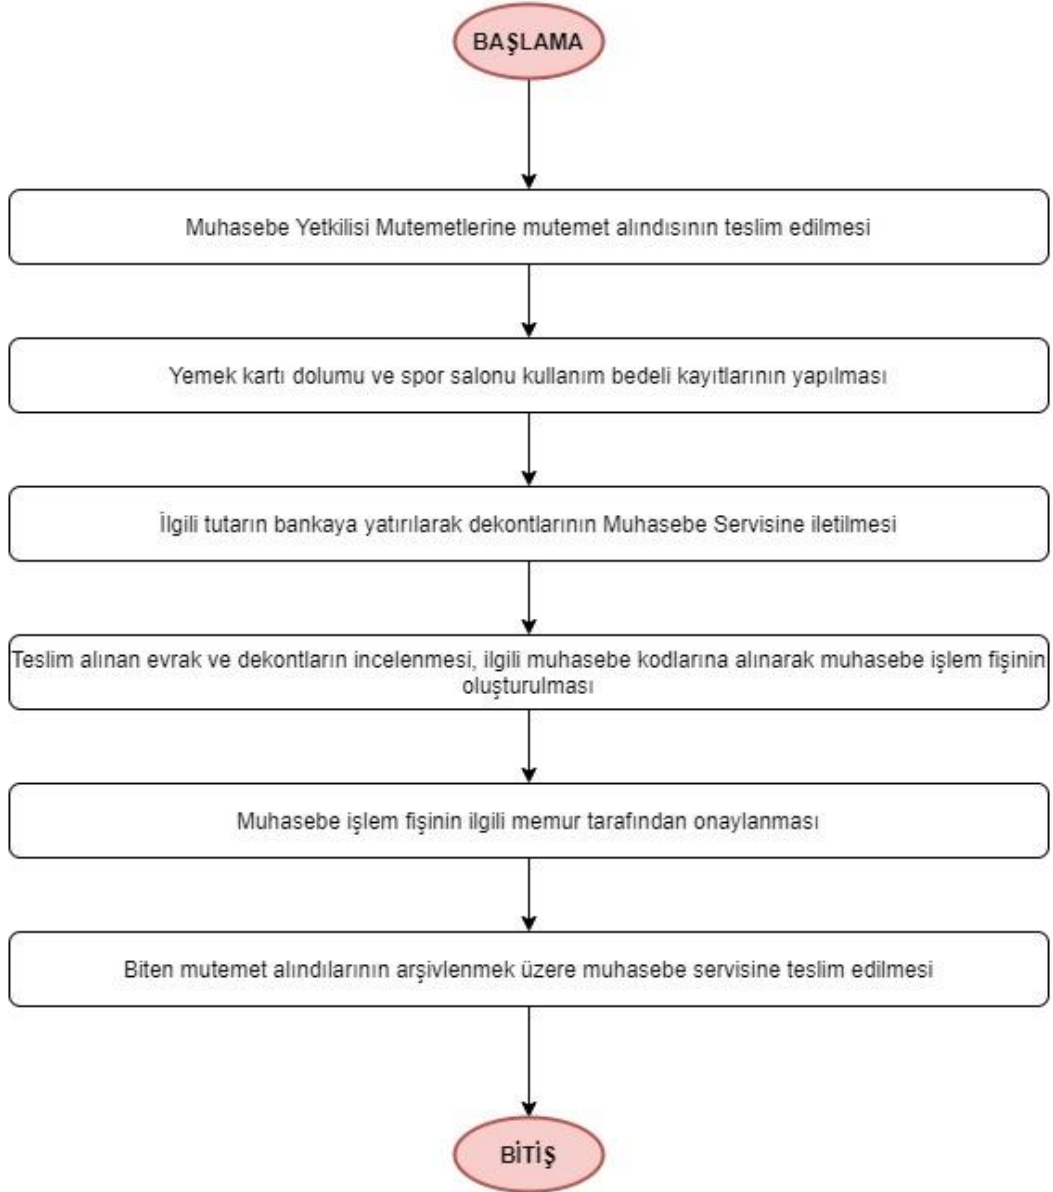 BAŞLAMA
Muhasebe Yetkilisi Mutemetlerine mutemet alındısının teslim edilmesi
Yemek kartı dolumu ve spor salonu kullanım bedeli kayıtlarının yapılması
İlgili tutarın bankaya yatırılarak dekontlarının Muhasebe Servisine iletilmesi
Teslim alınan evrak ve dekontların incelenmesi, ilgili muhasebe kodlarına alınarak muhasebe işlem fişinin
oluşturulması
Muhasebe işlem fişinin ilgili memur tarafından onaylanması
Biten mutemet alındılarının arşivlenmek üzere muhasebe servisine teslim edilmesi
BİTİŞ